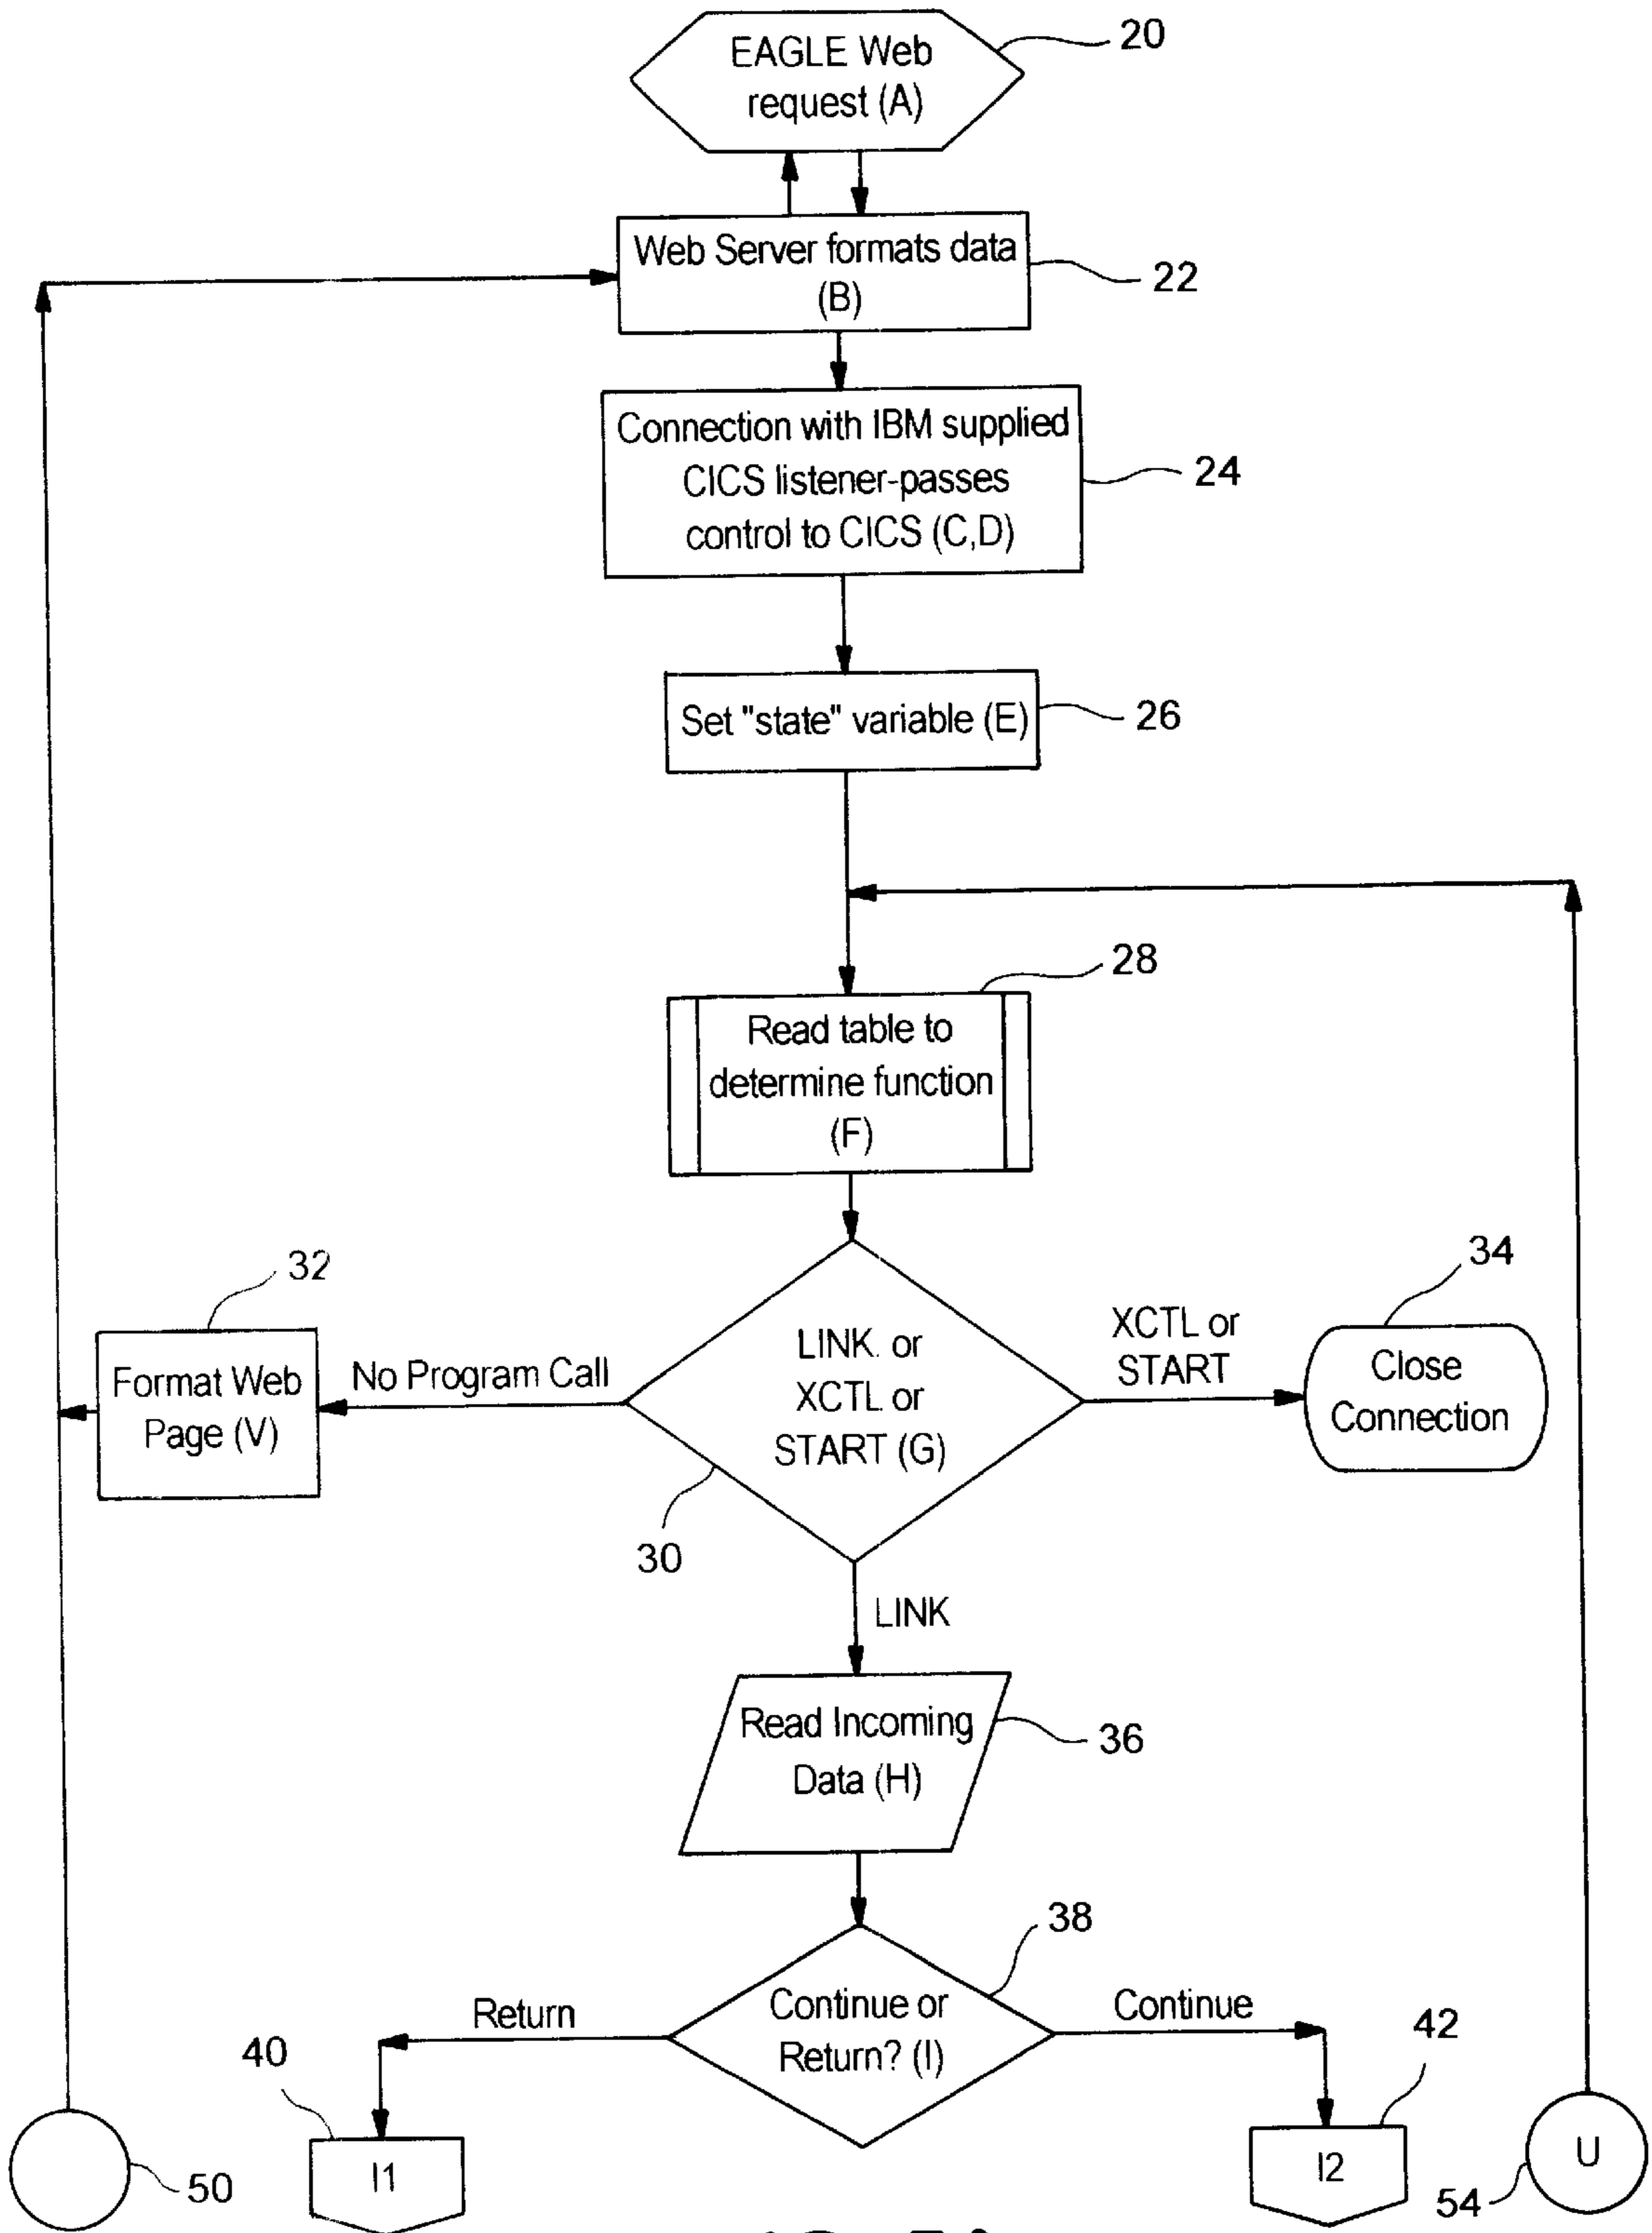 EAGLE Web
request (A)
20
Web Server formats data
(B)
22
Connection with IBM supplied
CICS listener-passes
control to CICS (C,D)
24
Set "state" variable (E)
26
28
Read table to
determine function
(F)
32
Format Web
Page (V)
No Program Call
LINK. or
XCTL or
START (G)
30
XCTL or
START
34
Close
Connection
LINK
Read Incoming
Data (H)
36
38
Continue or
Return? (I)
Return
Continue
40
I1
42
I2
50
U
54